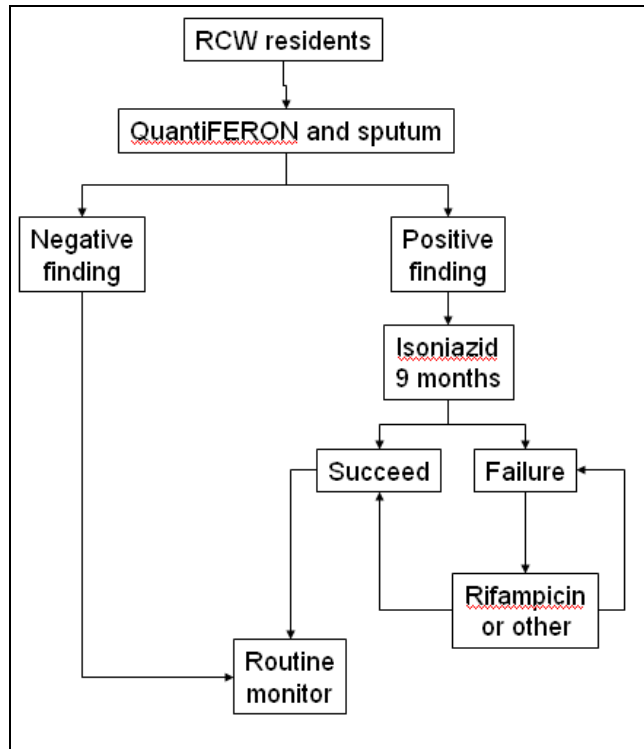 RCW residents
QuantiFERON and sputum
Negative
finding
Positive
finding
Isoniazid
9 months
Succeed
Failure
Rifampicin
or other
Routine
monitor